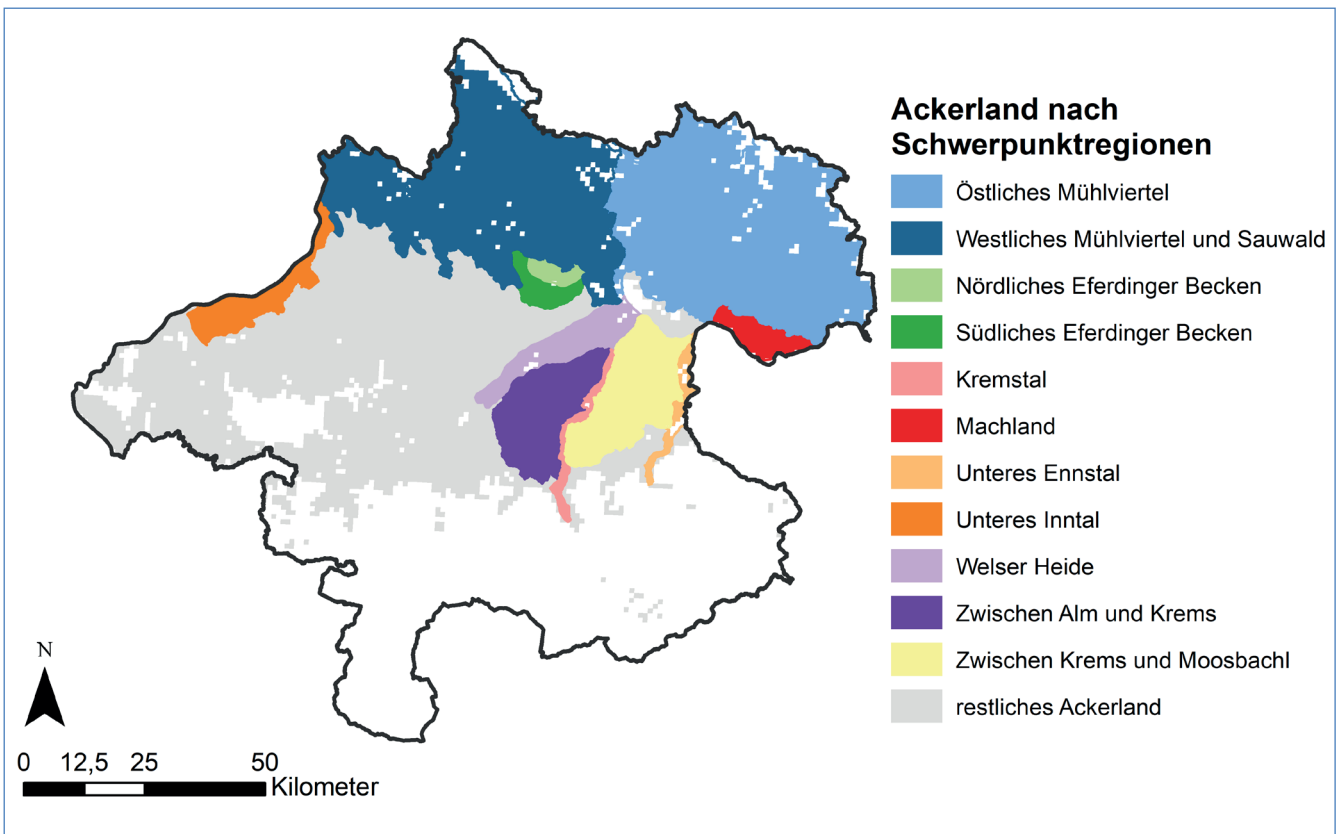 Ackerland nach
Schwerpunktregionen
Östliches Mühlviertel
Westliches Mühlviertel und Sauwald
Nördliches Eferdinger Becken
Südliches Eferdinger Becken
Kremstal
Machland
Unteres Ennstal
Unteres Inntal
Welser Heide
Zwischen Alm und Krems
Zwischen Krems und Moosbachl
restliches Ackerland
N
0 12,5 25 50
Kilometer